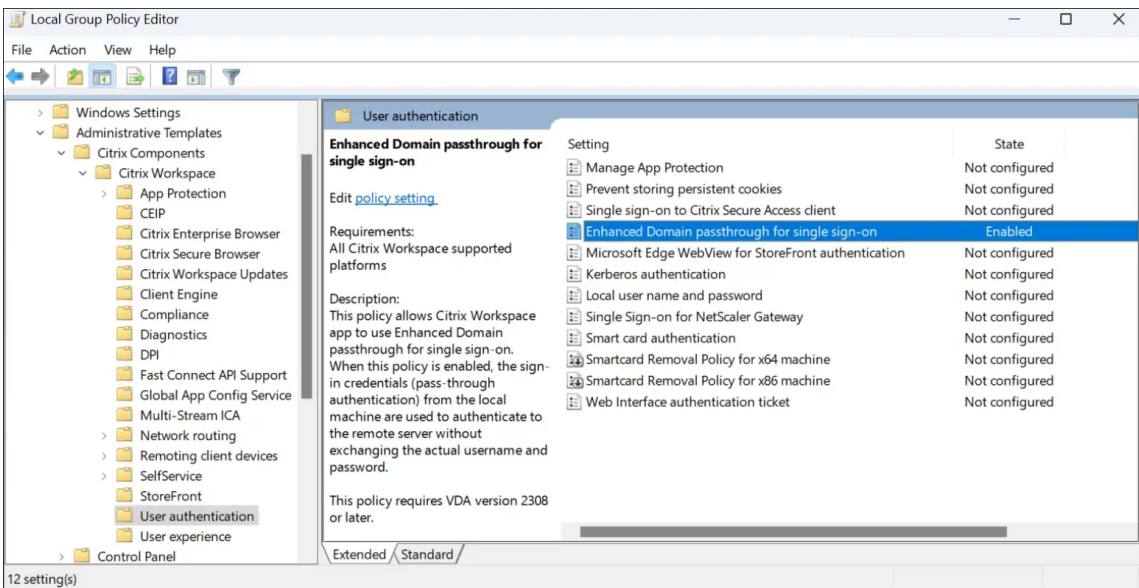 Local Group Policy Editor
File Action View Help
Windows Settings
Administrative Templates
Citrix Components
Citrix Workspace
App Protection
CEIP
Citrix Enterprise Browser
Citrix Secure Browser
Citrix Workspace Updates
Client Engine
Compliance
Diagnostics
DPI
Fast Connect API Support
Global App Config Service
Multi-Stream ICA
Network routing
Remoting client devices
SelfService
StoreFront
User authentication
User experience
Control Panel
User authentication
Enhanced Domain passthrough for
single sign-on
Edit policy setting
Requirements:
All Citrix Workspace supported
platforms
Description:
This policy allows Citrix Workspace
app to use Enhanced Domain
passthrough for single sign-on.
When this policy is enabled, the sign-
in credentials (pass-through
authentication) from the local
machine are used to authenticate to
the remote server without
exchanging the actual username and
password.
This policy requires VDA version 2308
or later.
Setting State
Manage App Protection Not configured
Prevent storing persistent cookies Not configured
Single sign-on to Citrix Secure Access client Not configured
Enhanced Domain passthrough for single sign-on Enabled
Microsoft Edge WebView for StoreFront authentication Not configured
Kerberos authentication Not configured
Local user name and password Not configured
Single Sign-on for NetScaler Gateway Not configured
Smart card authentication Not configured
Smartcard Removal Policy for x64 machine Not configured
Smartcard Removal Policy for x86 machine Not configured
Web Interface authentication ticket Not configured
Extended Standard
12 setting(s)